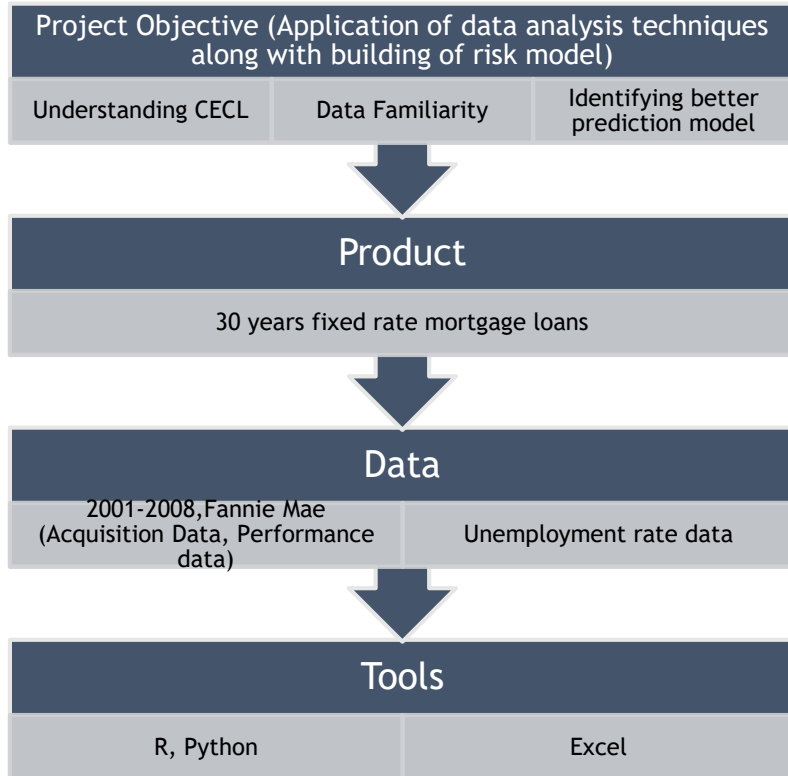 Project Objective (Application of data analysis techniques
along with building of risk model)
Understanding CECL
Data Familiarity
Identifying better
prediction model
Product
30 years fixed rate mortgage loans
Data
2001-2008,Fannie Mae
(Acquisition Data, Performance
data)
Unemployment rate data
Tools
R, Python
Excel